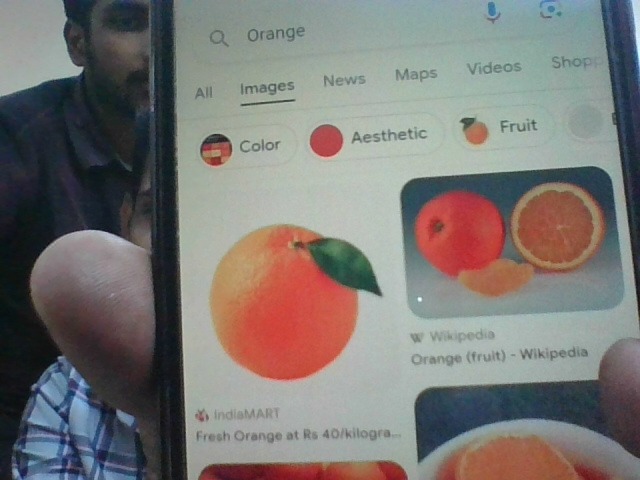 Orange
All Images News Maps Videos Shopp
Color Aesthetic Fruit
Wikipedia
Orange (fruit) - Wikipedia
IndiaMART
Fresh Orange at Rs 40/kilogra...